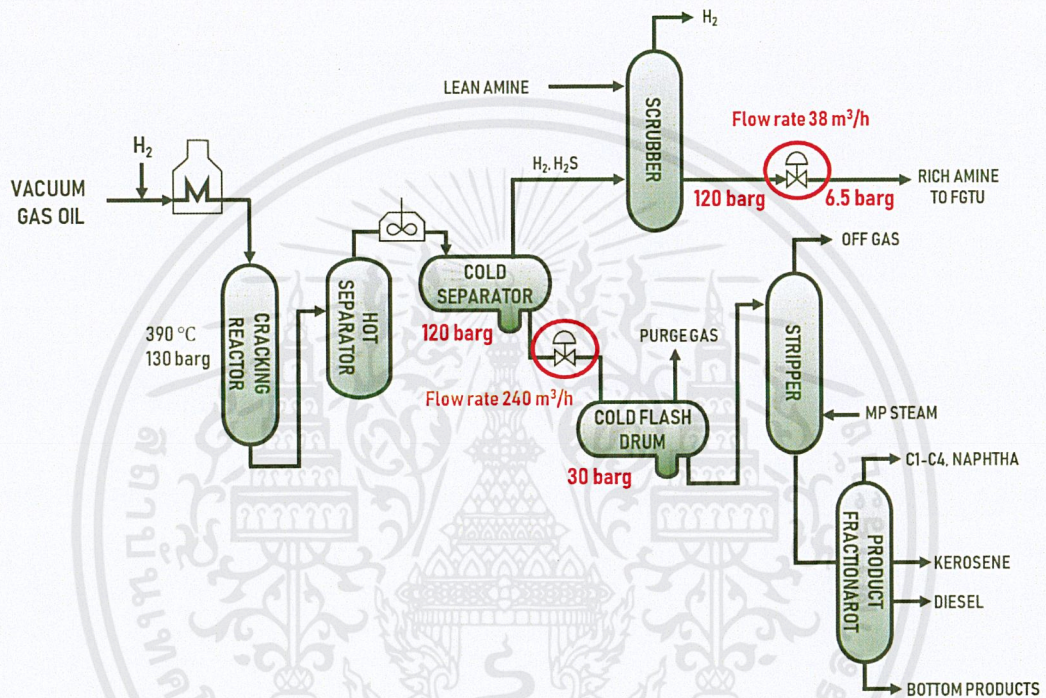 H₂
LEAN AMINE
SCRUBBER
Flow rate 38 m³/h
H₂
VACUUM
GAS OIL
H₂, H₂S
120 barg
6.5 barg
RICH AMINE
TO FGTU
OFF GAS
COLD
SEPARATOR
HOT
SEPARATOR
CRACKING
REACTOR
390 °C
130 barg
120 barg
PURGE GAS
STRIPPER
Flow rate 240 m³/h
COLD FLASH
DRUM
MP STEAM
30 barg
C1-C4, NAPHTHA
PRODUCT
FRACTIONAROT
KEROSENE
DIESEL
BOTTOM PRODUCTS